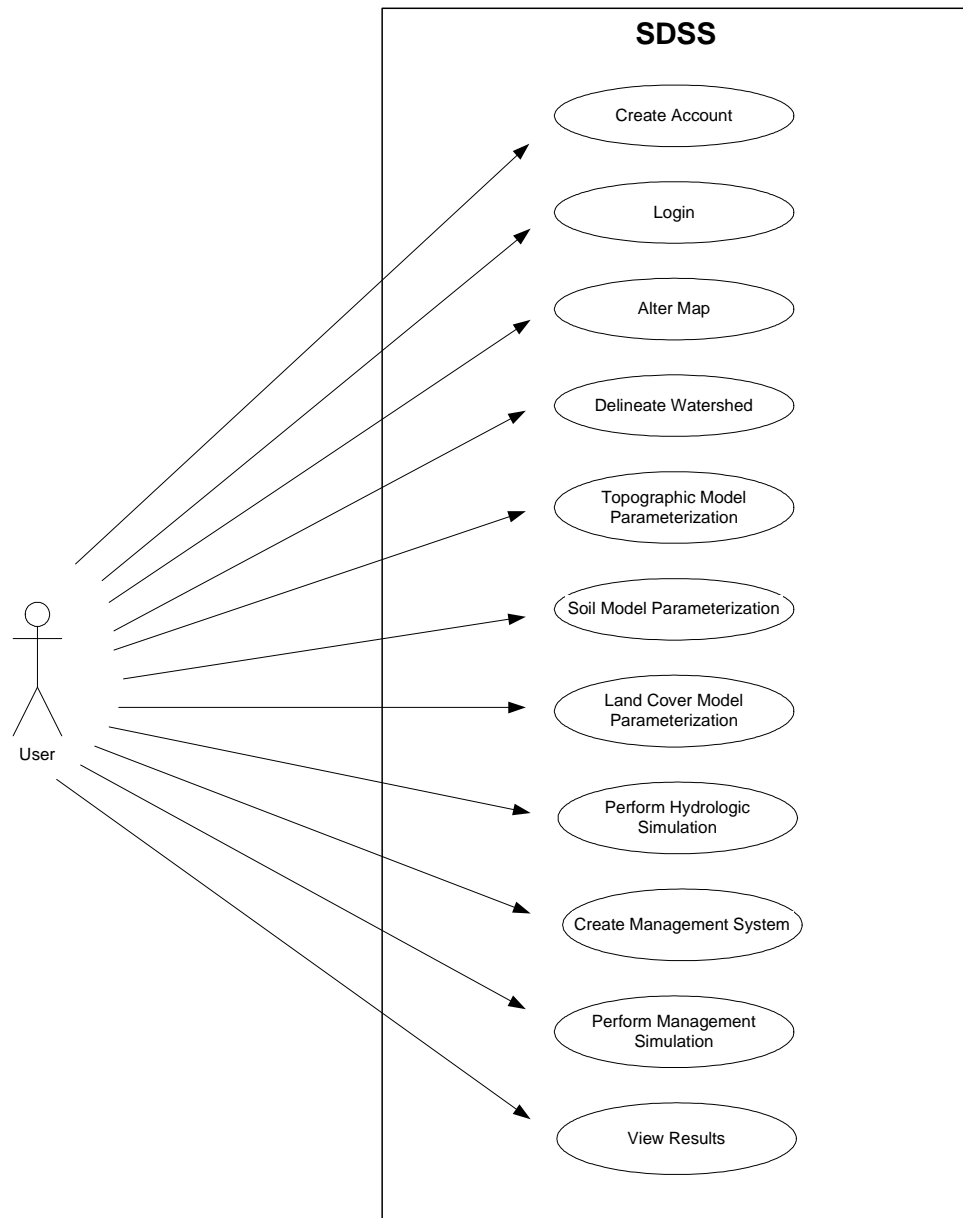 SDSS
Create Account
Login
Alter Map
Delineate Watershed
Topographic Model
Parameterization
Soil Model Parameterization
Land Cover Model
Parameterization
User
Perform Hydrologic
Simulation
Create Management System
Perform Management
Simulation
View Results